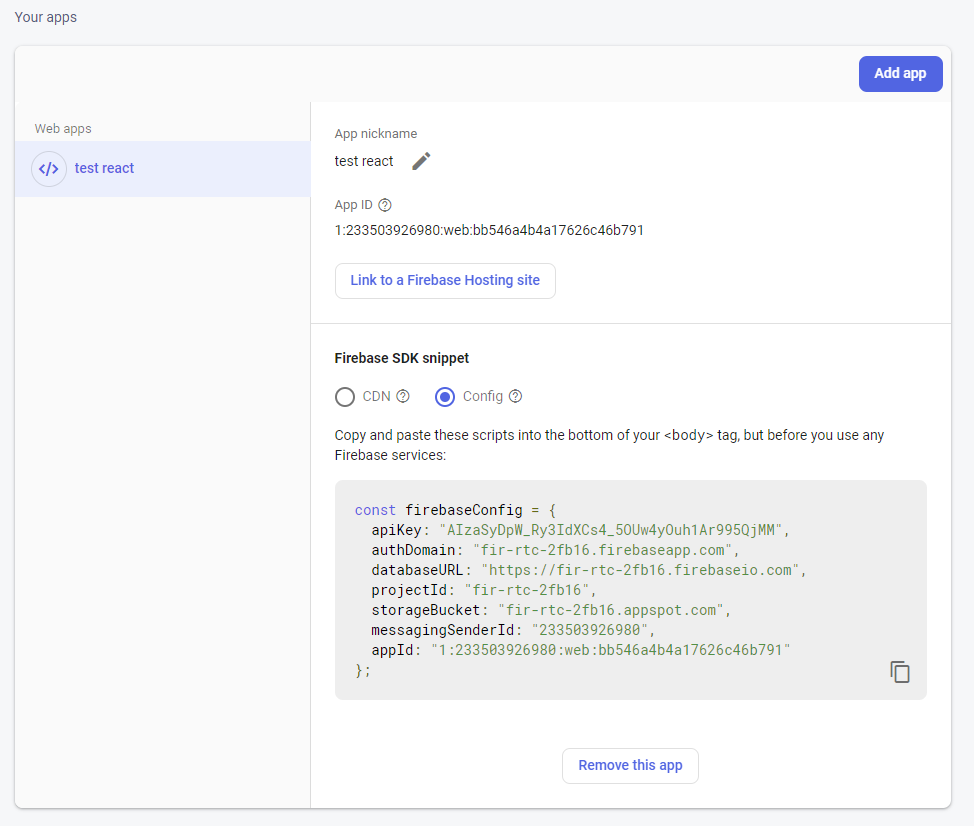 Your apps
Add app
Web apps
</> test react
App nickname
test react
App ID
1:233503926980:web:bb546a4b4a17626c46b791
Link to a Firebase Hosting site
Firebase SDK snippet
CDN Config
Copy and paste these scripts into the bottom of your <body> tag, but before you use any
Firebase services:
const firebaseConfig = {
  apiKey: "AIzaSyDpW_Ry3IdXCs4_5OUw4yOuh1Ar995QjMM",
  authDomain: "fir-rtc-2fb16.firebaseapp.com",
  databaseURL: "https://fir-rtc-2fb16.firebaseio.com",
  projectId: "fir-rtc-2fb16",
  storageBucket: "fir-rtc-2fb16.appspot.com",
  messagingSenderId: "233503926980",
  appId: "1:233503926980:web:bb546a4b4a17626c46b791"
};
Remove this app